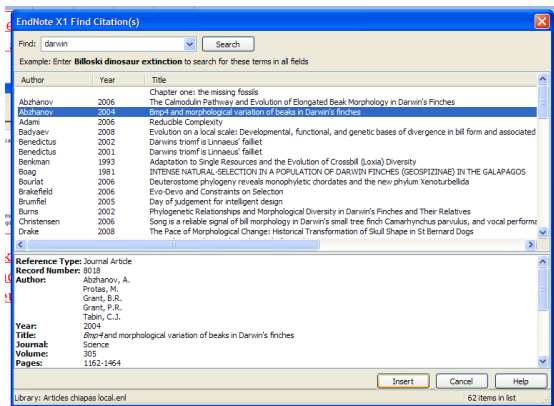 EndNote X1 Find Citation(s)
Find: darwin Search
Example: Enter Billoski dinosaur extinction to search for these terms in all fields
Author Year Title
Chapter one: the missing fossils
Abzhanov 2006 The Calmodulin Pathway and Evolution of Elongated Beak Morphology in Darwin's Finches
Abzhanov 2004 Bmp4 and morphological variation of beaks in Darwin's finches
Adami 2006 Reducible Complexity
Badyaev 2008 Evolution on a local scale: Developmental, functional, and genetic bases of divergence in bill form and associated
Benedictus 2002 Darwins triomf is Linnaeus' failliet
Benedictus 2001 Darwins triomf is Linnaeus' failliet
Benkman 1993 Adaptation to Single Resources and the Evolution of Crossbill (Loxia) Diversity
Boag 1981 INTENSE NATURAL-SELECTION IN A POPULATION OF DARWIN FINCHES (GEOSPIZINAE) IN THE GALAPAGOS
Bourlat 2006 Deuterostome phylogeny reveals monophyletic chordates and the new phylum Xenoturbellida
Brakefield 2006 Evo-Devo and Constraints on Selection
Brumfiel 2005 Day of judgement for intelligent design
Burns 2002 Phylogenetic Relationships and Morphological Diversity in Darwin's Finches and Their Relatives
Christensen 2006 Song is a reliable signal of bill morphology in Darwin's small tree finch Camarhynchus parvulus, and vocal performa
Drake 2008 The Pace of Morphological Change: Historical Transformation of Skull Shape in St Bernard Dogs
Reference Type: Journal Article
Record Number: 8018
Author: Abzhanov, A.
Protas, M.
Grant, B.R.
Grant, P.R.
Tabin, C.J.
Year: 2004
Title: Bmp4 and morphological variation of beaks in Darwin's finches
Journal: Science
Volume: 305
Pages: 1162-1464
Insert Cancel Help
Library: Articles chiapas local.enl 62 items in list